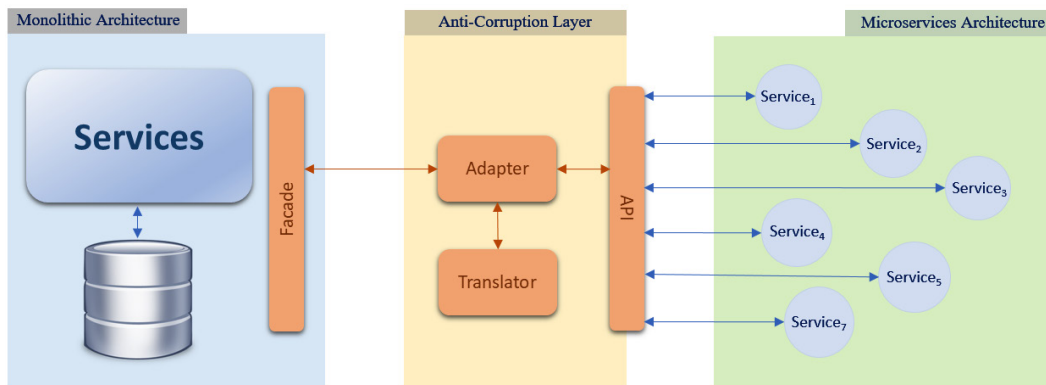 Monolithic Architecture
Anti-Corruption Layer
Microservices Architecture
Services
Facade
Adapter
Translator
API
Service₁
Service₂
Service₃
Service₄
Service₅
Service₇